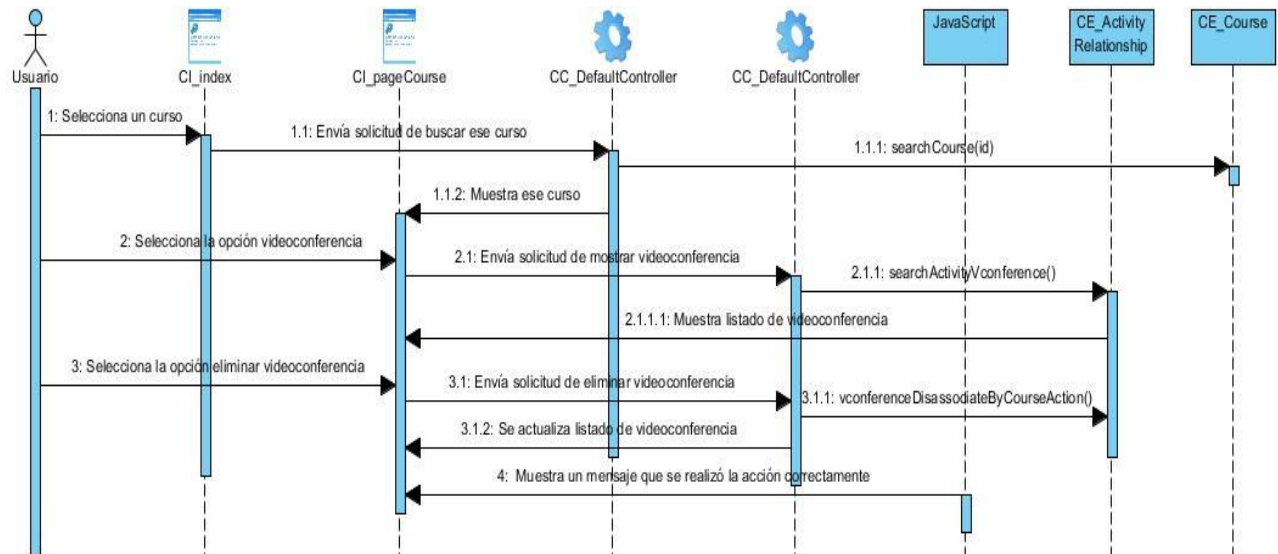 JavaScript
CE_Activity
Relationship
CE_Course
Usuario
CI_index
CI_pageCourse
CC_DefaultController
CC_DefaultController
1: Selecciona un curso
1.1: Envía solicitud de buscar ese curso
1.1.1: searchCourse(id)
1.1.2: Muestra ese curso
2: Selecciona la opción videoconferencia
2.1: Envía solicitud de mostrar videoconferencia
2.1.1: searchActivityVconference()
2.1.1.1: Muestra listado de videoconferencia
3: Selecciona la opción eliminar videoconferencia
3.1: Envía solicitud de eliminar videoconferencia
3.1.1: vconferenceDisassodiateByCourseAction()
3.1.2: Se actualiza listado de videoconferencia
4: Muestra un mensaje que se realizó la acción correctamente